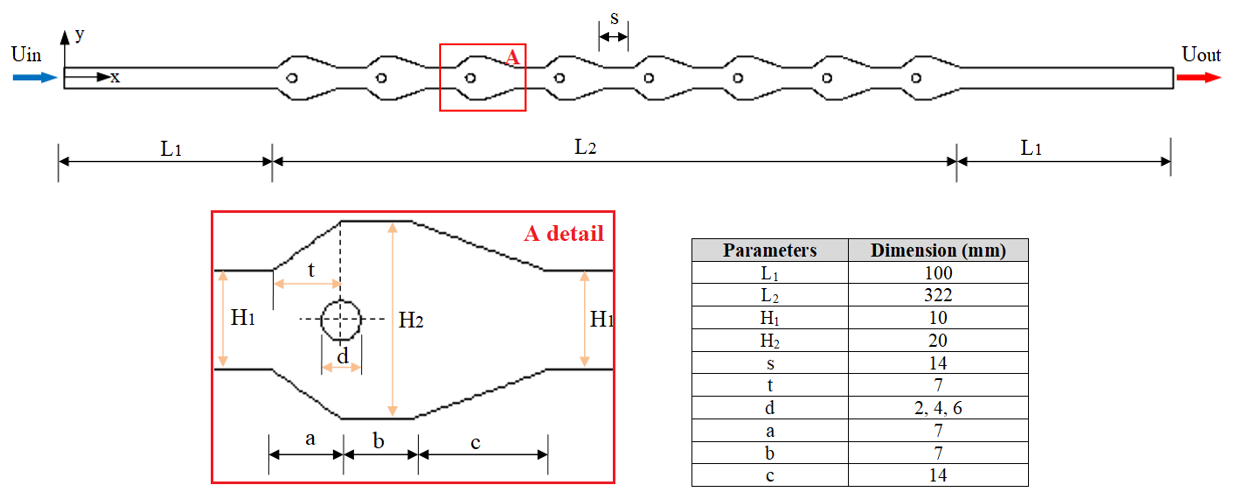 s
y
Uin
A
Uout
x
L1
L2
L1
A detail
t
H1
H2
H1
d
a
b
c
Parameters Dimension (mm)
L1 100
L2 322
H1 10
H2 20
s 14
t 7
d 2, 4, 6
a 7
b 7
c 14